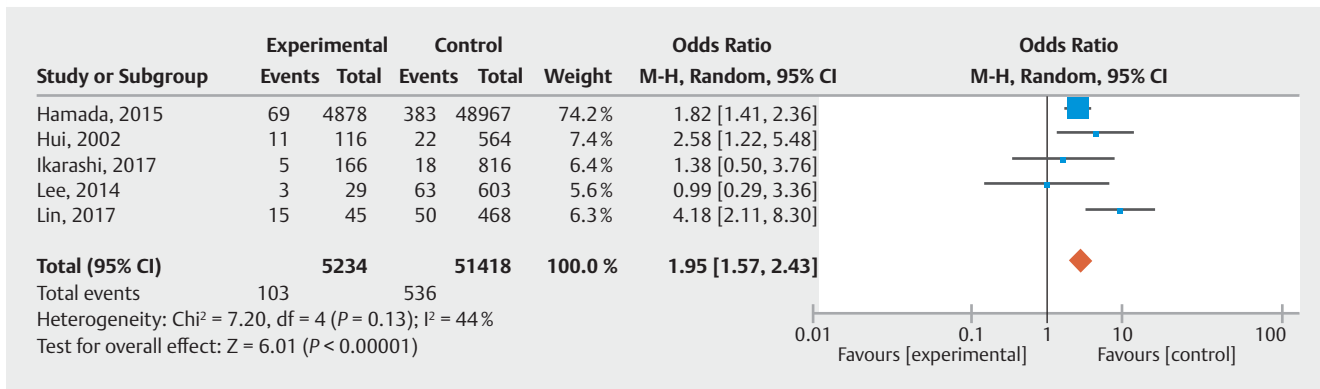 Experimental Control Odds Ratio Odds Ratio
Study or Subgroup Events Total Events Total Weight M-H, Random, 95% CI M-H, Random, 95% CI
Hamada, 2015 69 4878 383 48967 74.2% 1.82 [1.41, 2.36]
Hui, 2002 11 116 22 564 7.4% 2.58 [1.22, 5.48]
Ikarashi, 2017 5 166 18 816 6.4% 1.38 [0.50, 3.76]
Lee, 2014 3 29 63 603 5.6% 0.99 [0.29, 3.36]
Lin, 2017 15 45 50 468 6.3% 4.18 [2.11, 8.30]
Total (95% CI) 5234 51418 100.0 % 1.95 [1.57, 2.43]
Total events 103 536
Heterogeneity: Chi² = 7.20, df = 4 (P = 0.13); I² = 44%
Test for overall effect: Z = 6.01 (P < 0.00001)
0.01 0.1 1 10 100
Favours [experimental] Favours [control]